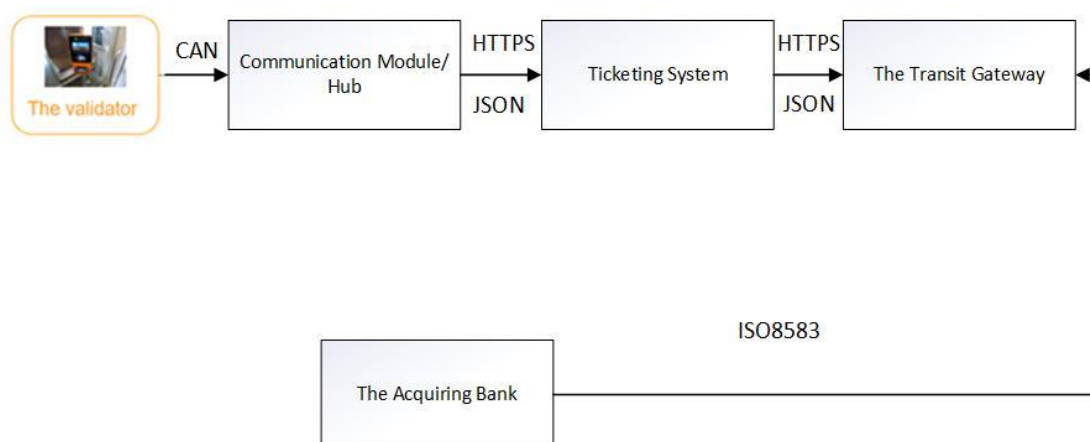 The validator
CAN
Communication Module/
Hub
HTTPS
JSON
Ticketing System
HTTPS
JSON
The Transit Gateway
ISO8583
The Acquiring Bank